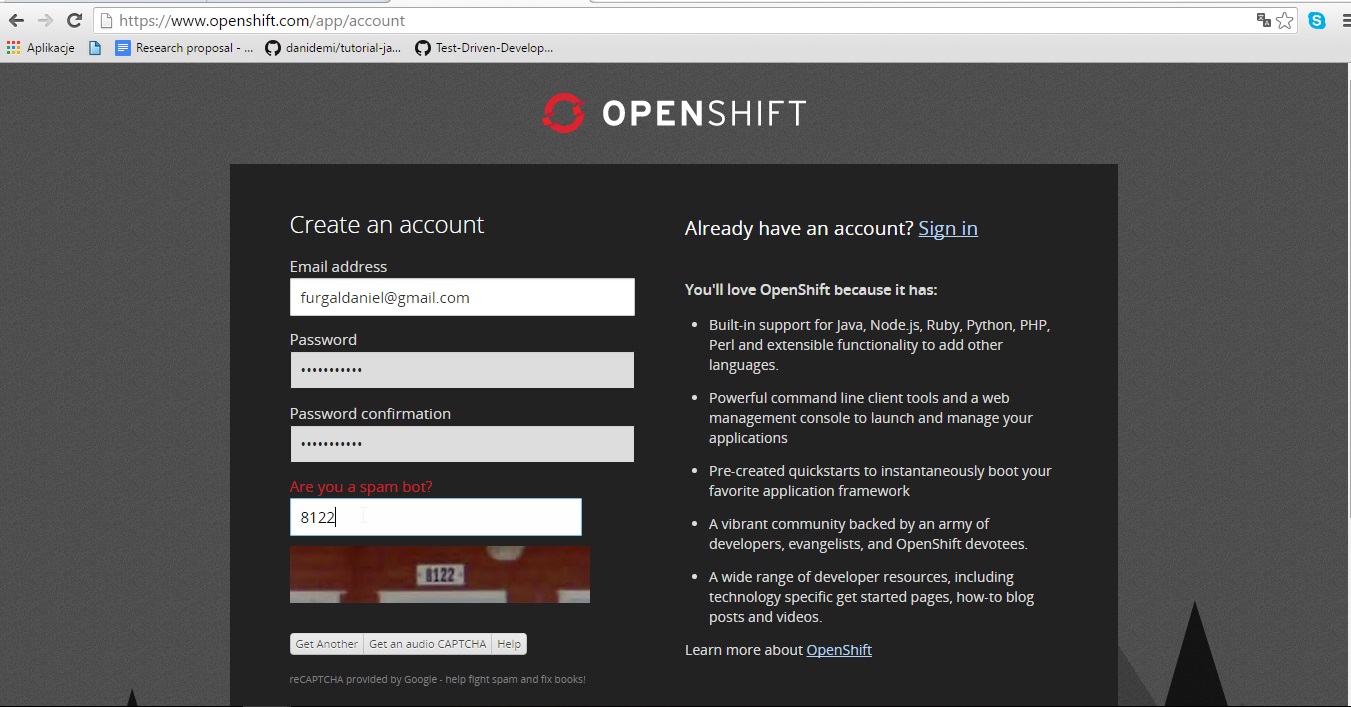 https://www.openshift.com/app/account
Aplikacje
Research proposal - ...
danidemi/tutorial-ja...
Test-Driven-Develop...
OPENSHIFT
Create an account
Email address
furgaldaniel@gmail.com
Password
•••••••••••
Password confirmation
•••••••••••
Are you a spam bot?
8122
8122
Get Another
Get an audio CAPTCHA
Help
reCAPTCHA provided by Google - help fight spam and fix books!
Already have an account? Sign in
You'll love OpenShift because it has:
• Built-in support for Java, Node.js, Ruby, Python, PHP,
Perl and extensible functionality to add other
languages.
• Powerful command line client tools and a web
management console to launch and manage your
applications
• Pre-created quickstarts to instantaneously boot your
favorite application framework
• A vibrant community backed by an army of
developers, evangelists, and OpenShift devotees.
• A wide range of developer resources, including
technology specific get started pages, how-to blog
posts and videos.
Learn more about OpenShift